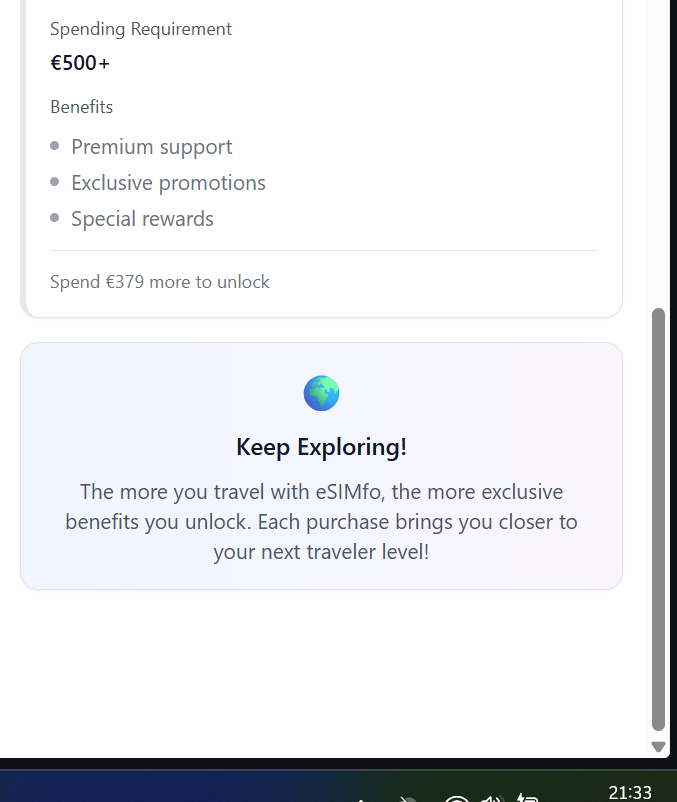 Spending Requirement
€500+
Benefits
Premium support
Exclusive promotions
Special rewards
Spend €379 more to unlock
Keep Exploring!
The more you travel with eSIMfo, the more exclusive
benefits you unlock. Each purchase brings you closer to
your next traveler level!
21:33